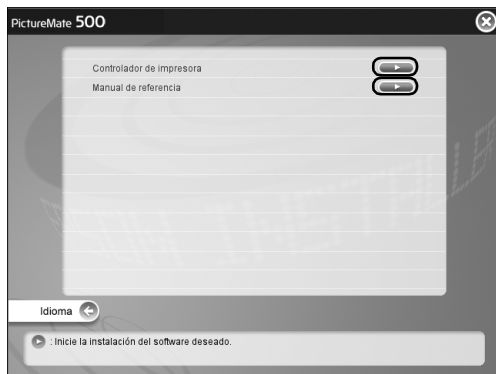 PictureMate 500
Controlador de impresora
Manual de referencia
Idioma
: Inicie la instalación del software deseado.